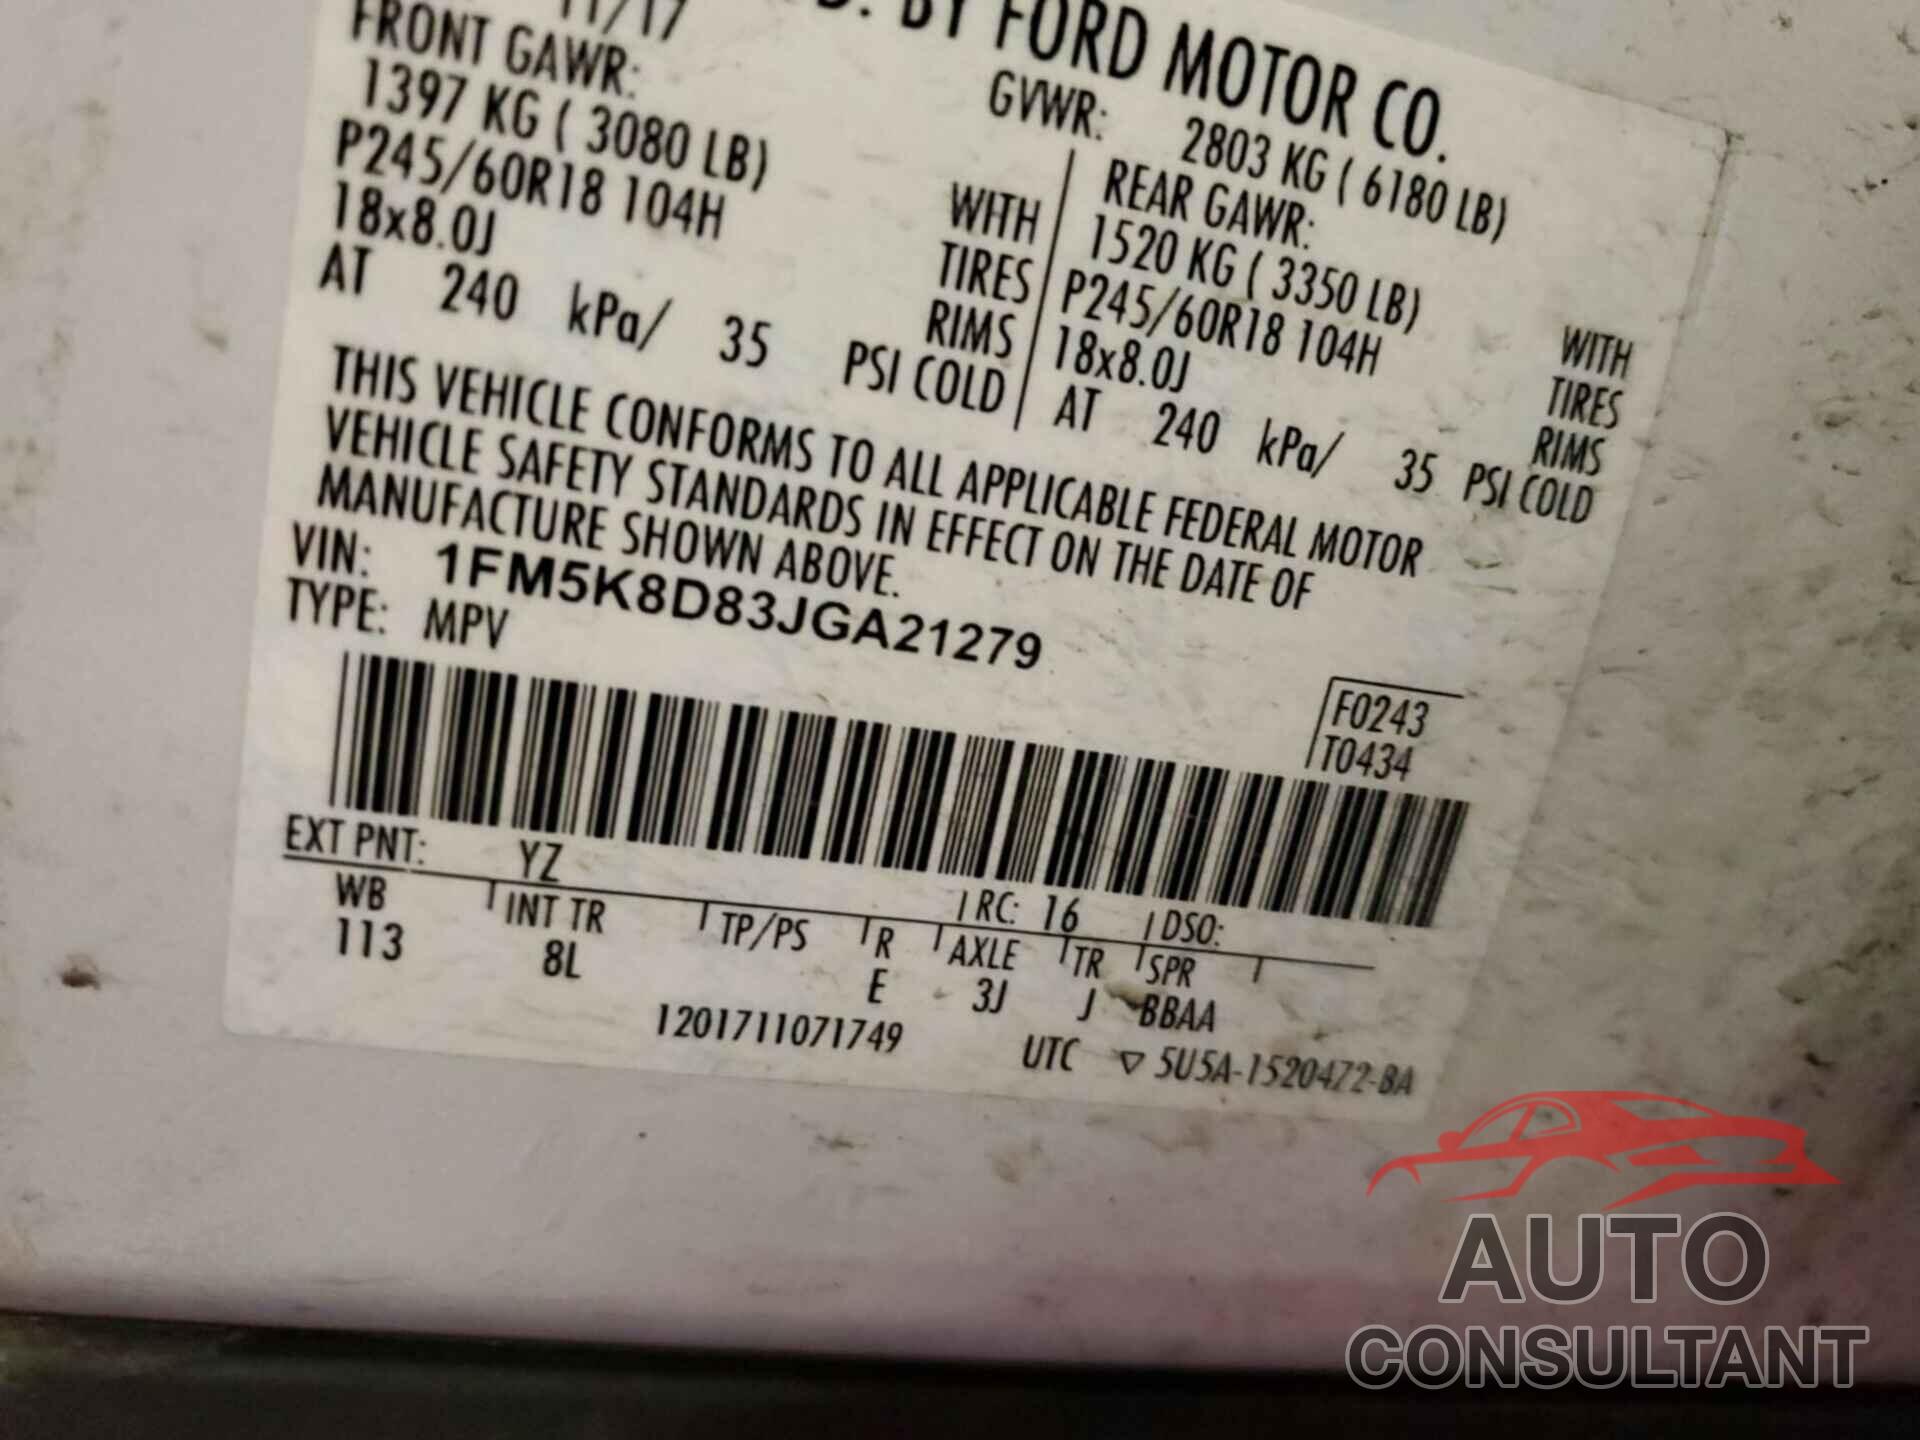 11/17
BY FORD MOTOR CO.
FRONT GAWR:
1397 KG ( 3080 LB)
P245/60R18 104H
18x8.0J
AT 240 kPa/ 35 PSI COLD
WITH
TIRES
RIMS
GVWR: 2803 KG ( 6180 LB)
REAR GAWR:
1520 KG ( 3350 LB)
P245/60R18 104H
18x8.0J
AT 240 kPa/ 35 PSI COLD
WITH
TIRES
RIMS
THIS VEHICLE CONFORMS TO ALL APPLICABLE FEDERAL MOTOR
VEHICLE SAFETY STANDARDS IN EFFECT ON THE DATE OF
MANUFACTURE SHOWN ABOVE.
VIN: 1FM5K8D83JGA21279
TYPE: MPV
F0243
T0434
EXT PNT: YZ RC: 16 DSO:
WB INT TR TP/PS R AXLE TR SPR
113 8L E 3J J BBAA
1201711071749 UTC ▽ 5U5A-1520472-BA
AUTO
CONSULTANT